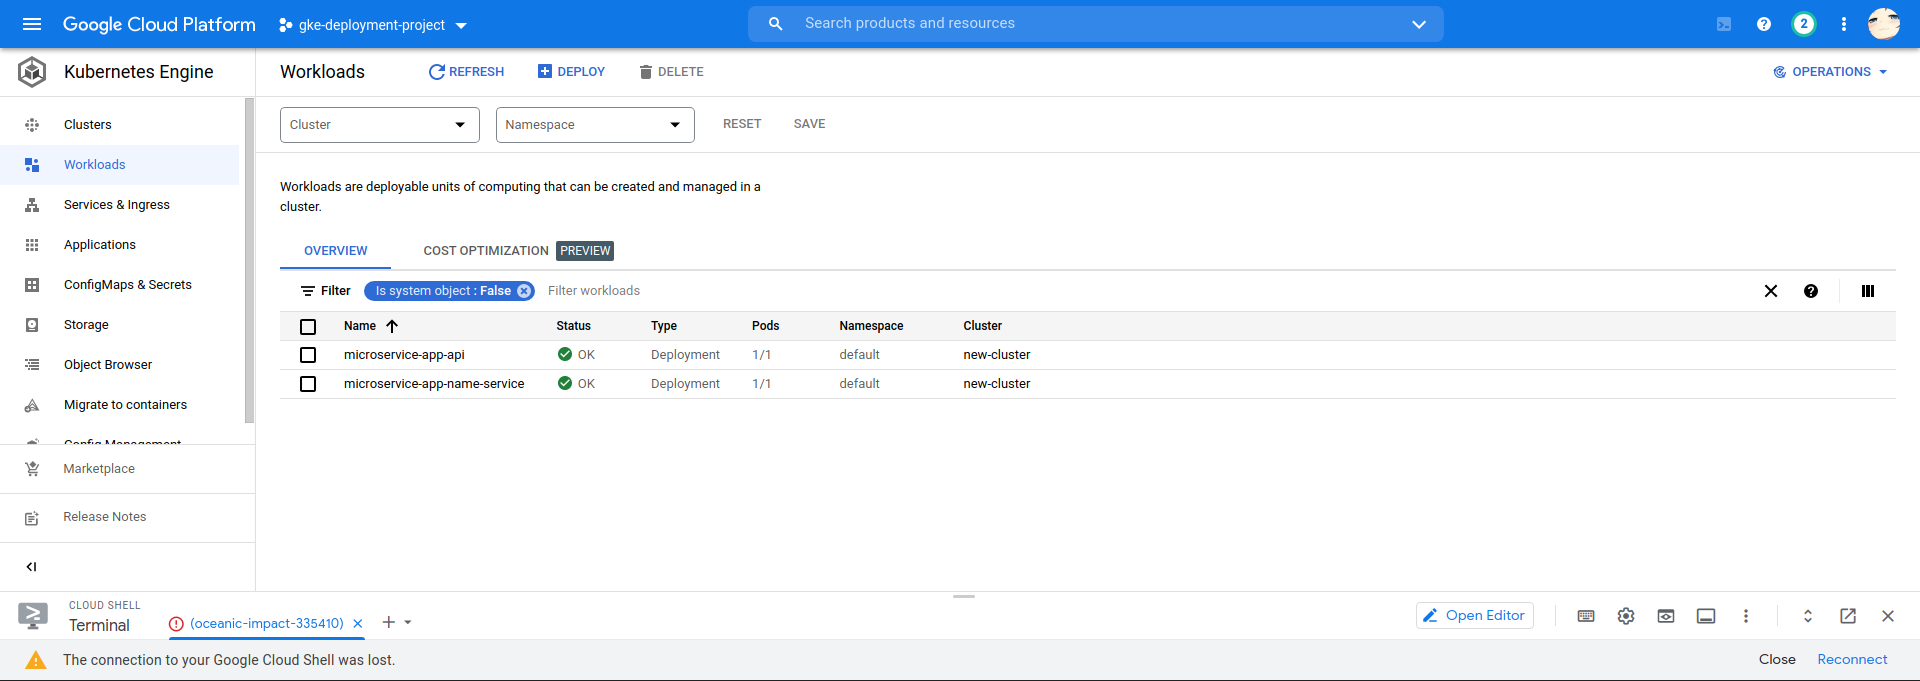 Google Cloud Platform
gke-deployment-project
Search products and resources
2
Kubernetes Engine
Workloads
REFRESH
DEPLOY
DELETE
OPERATIONS
Clusters
Workloads
Services & Ingress
Applications
ConfigMaps & Secrets
Storage
Object Browser
Migrate to containers
Config Management
Marketplace
Release Notes
Cluster
Namespace
RESET
SAVE
Workloads are deployable units of computing that can be created and managed in a
cluster.
OVERVIEW
COST OPTIMIZATION
PREVIEW
Filter
Is system object : False
Filter workloads
Name Status Type Pods Namespace Cluster
microservice-app-api OK Deployment 1/1 default new-cluster
microservice-app-name-service OK Deployment 1/1 default new-cluster
CLOUD SHELL
Terminal
(oceanic-impact-335410)
Open Editor
The connection to your Google Cloud Shell was lost.
Close
Reconnect